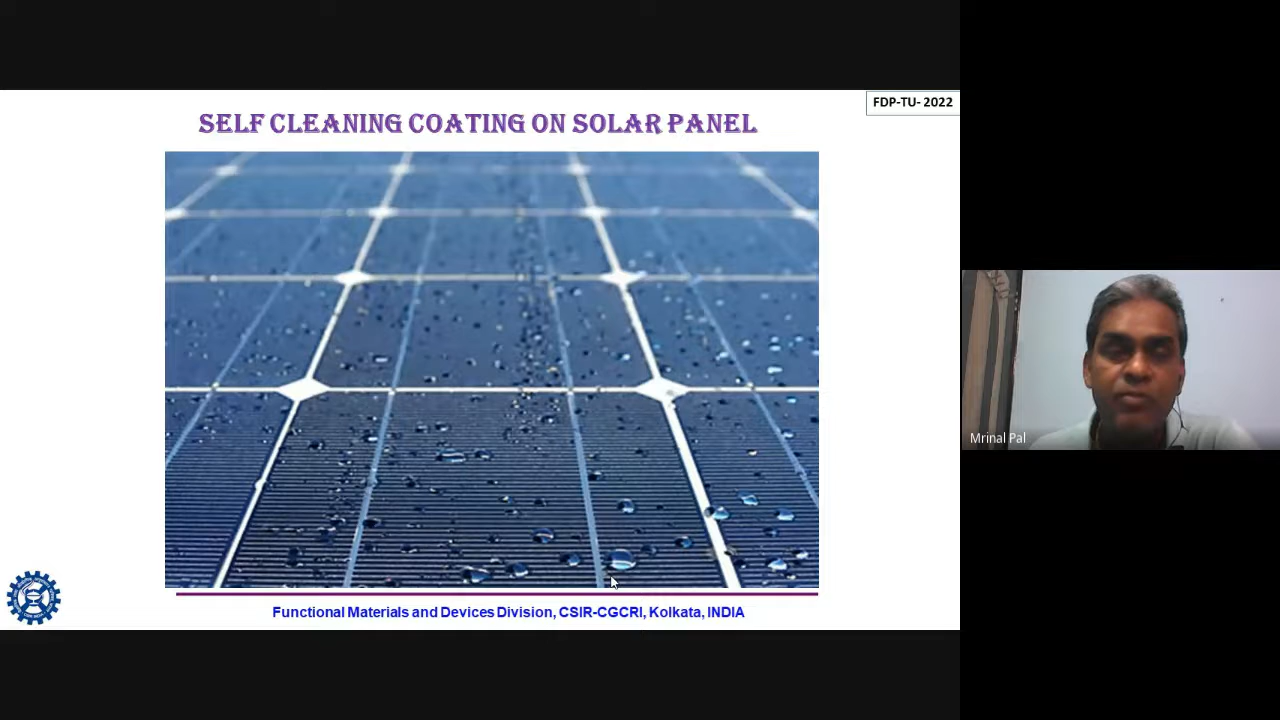 FDP-TU- 2022
SELF CLEANING COATING ON SOLAR PANEL
Mrinal Pal
Functional Materials and Devices Division, CSIR-CGCRI, Kolkata, INDIA